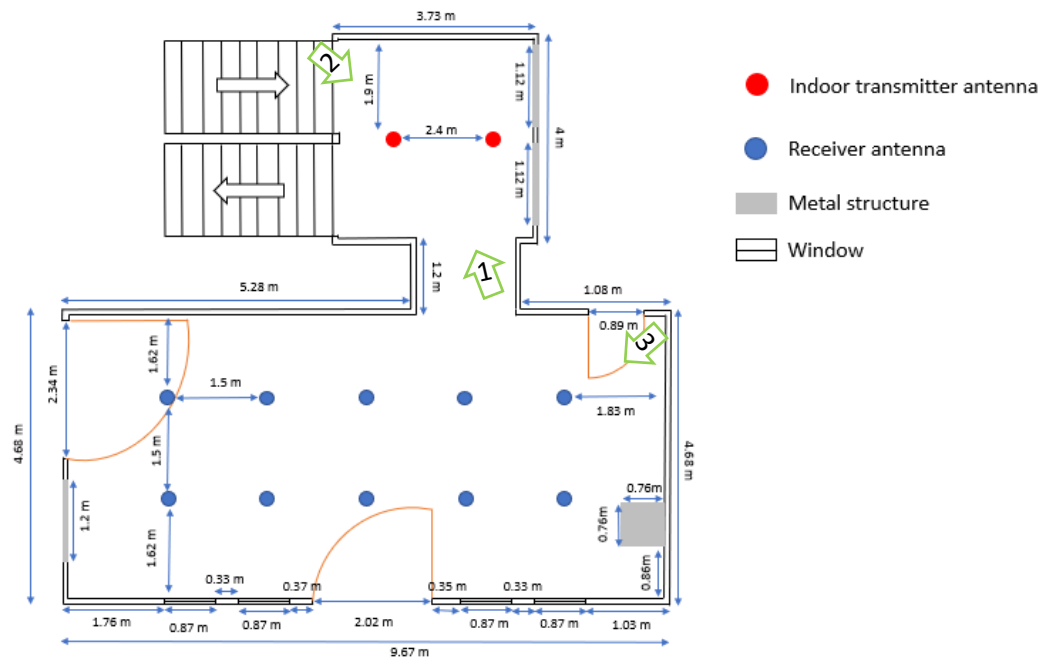 3.73 m
2
1.9 m
1.12 m
2.4 m
4 m
1.12 m
Indoor transmitter antenna
Receiver antenna
Metal structure
Window
1
1.2 m
5.28 m
1.08 m
0.89 m
3
1.62 m
2.34 m
1.5 m
1.83 m
4.68 m
1.5 m
4.68 m
0.76m
0.76m
1.2 m
1.62 m
0.86m
0.33 m
0.37 m
0.35 m
0.33 m
1.76 m
0.87 m
0.87 m
2.02 m
0.87 m
0.87 m
1.03 m
9.67 m